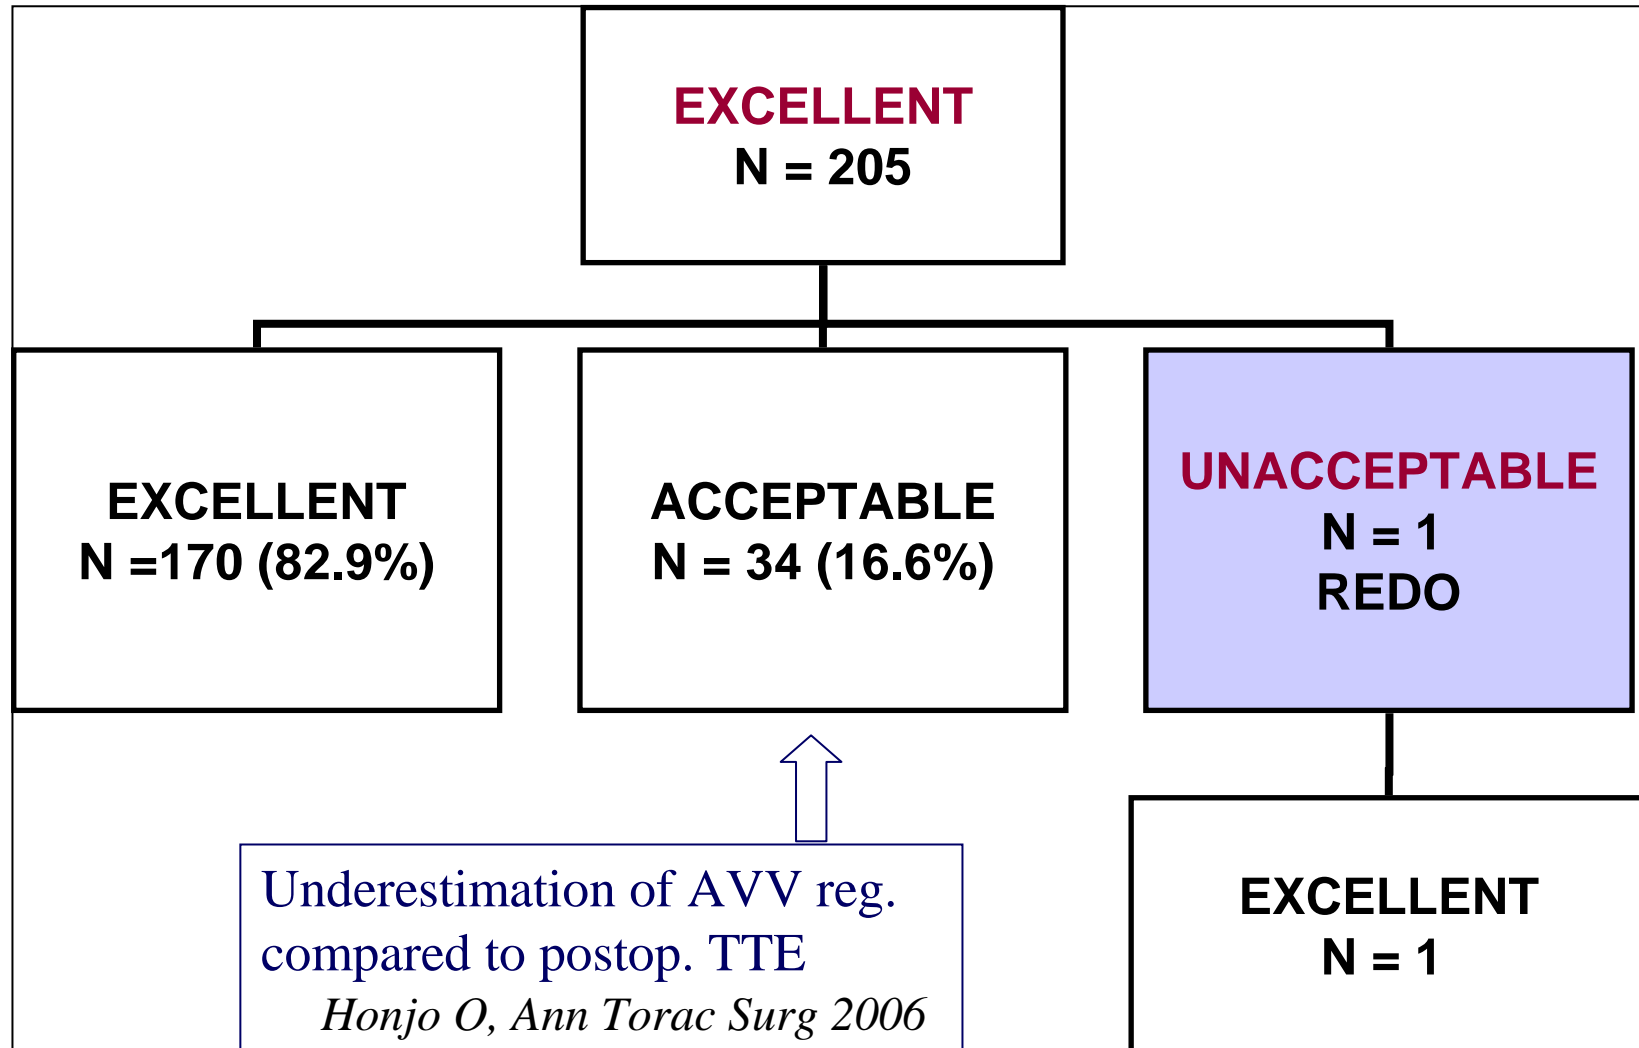 EXCELLENT
N = 205
EXCELLENT
N =170 (82.9%)
ACCEPTABLE
N = 34 (16.6%)
UNACCEPTABLE
N = 1
REDO
Underestimation of AVV reg.
compared to postop. TTE
Honjo O, Ann Torac Surg 2006
EXCELLENT
N = 1